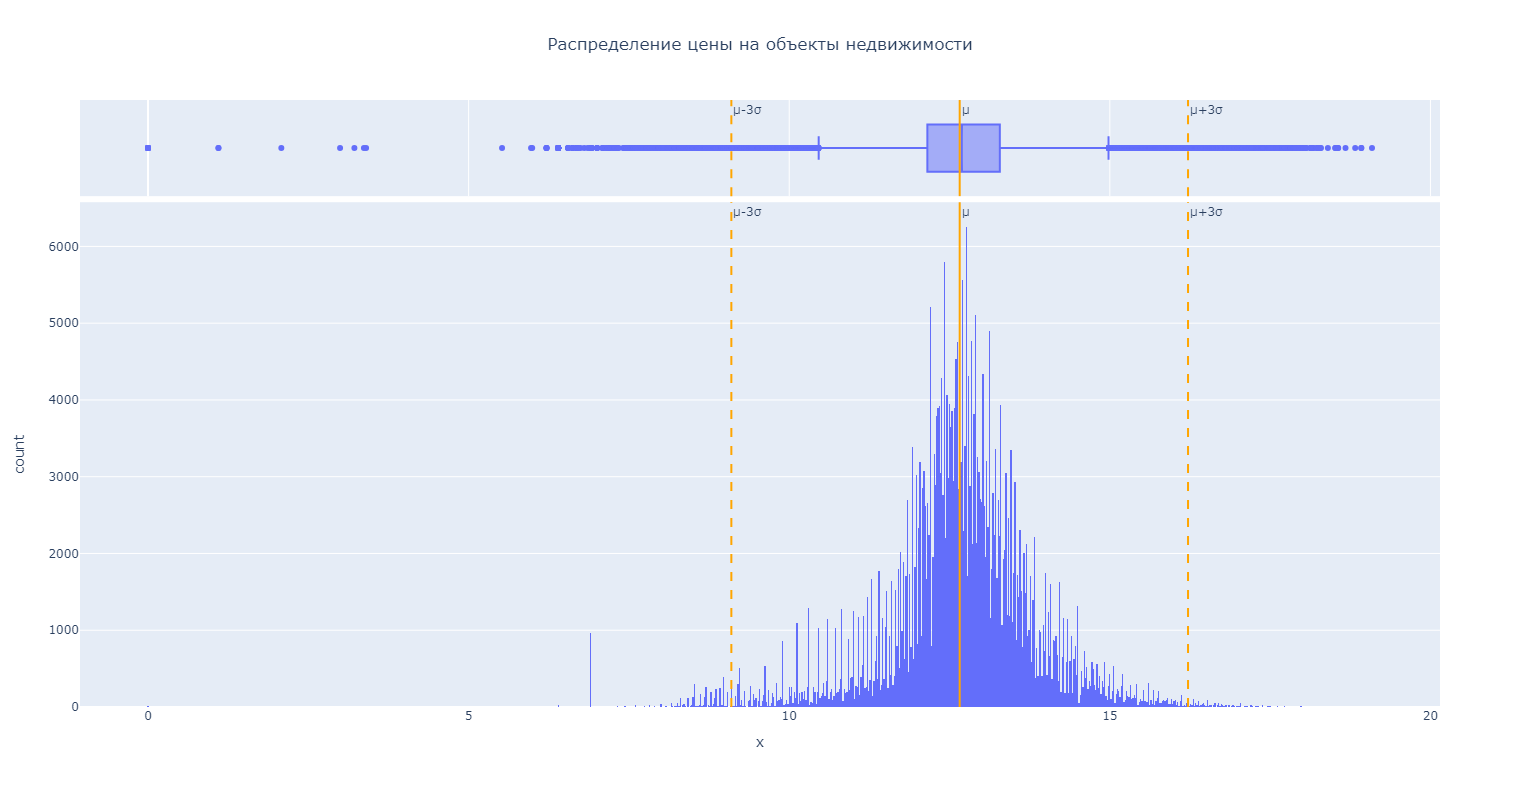 Распределение цены на объекты недвижимости
μ-3σ
μ
μ+3σ
μ-3σ
μ
μ+3σ
6000
5000
4000
3000
2000
1000
0
count
0
5
10
15
20
x